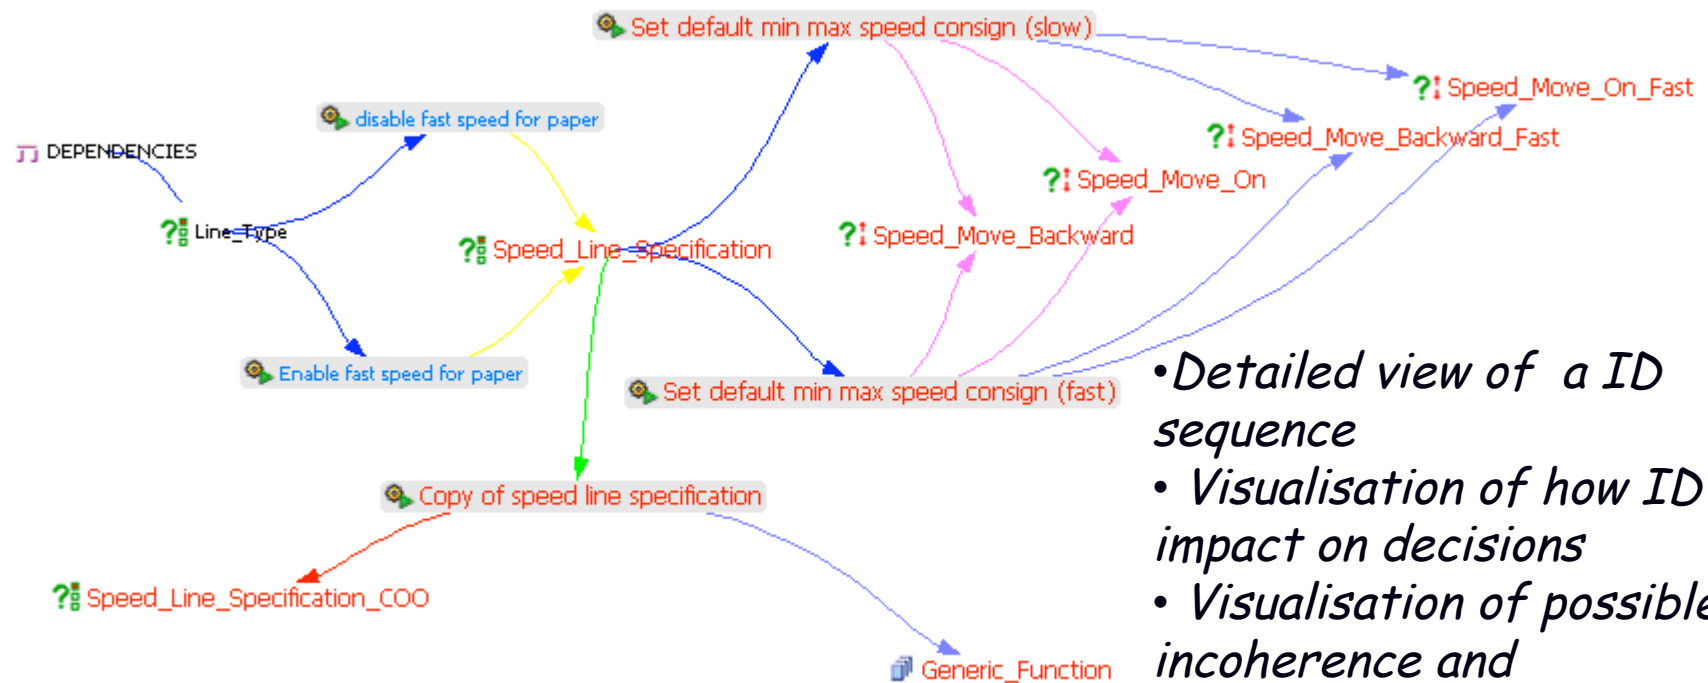 Set default min max speed consign (slow)
Speed_Move_On_Fast
disable fast speed for paper
Speed_Move_Backward_Fast
DEPENDENCIES
Speed_Move_On
Line_Type
Speed_Line_Specification
Speed_Move_Backward
Enable fast speed for paper
Set default min max speed consign (fast)
•Detailed view of a ID
sequence
• Visualisation of how ID
impact on decisions
• Visualisation of possible
incoherence and
Copy of speed line specification
Speed_Line_Specification_COO
Generic_Function